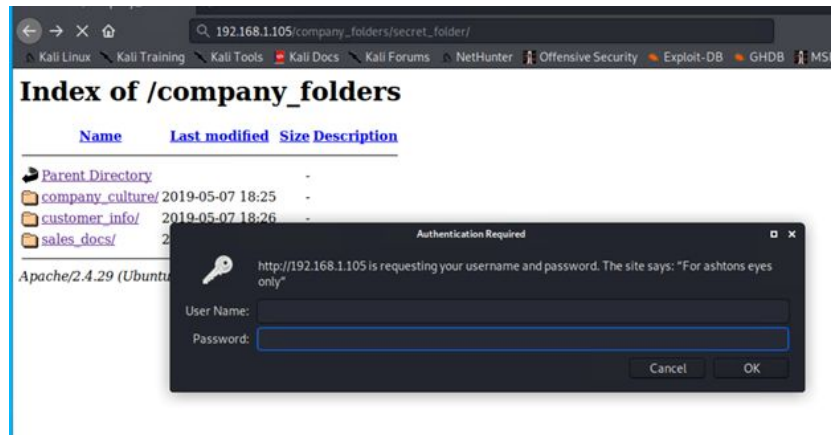 192.168.1.105/company_folders/secret_folder/
Kali Linux Kali Training Kali Tools Kali Docs Kali Forums NetHunter Offensive Security Exploit-DB GHDB MSF
Index of /company_folders
Name Last modified Size Description
Parent Directory -
company_culture/ 2019-05-07 18:25 -
customer_info/ 2019-05-07 18:26 -
sales_docs/ 2
Apache/2.4.29 (Ubuntu
Authentication Required
http://192.168.1.105 is requesting your username and password. The site says: "For ashtons eyes
only"
User Name:
Password:
Cancel OK